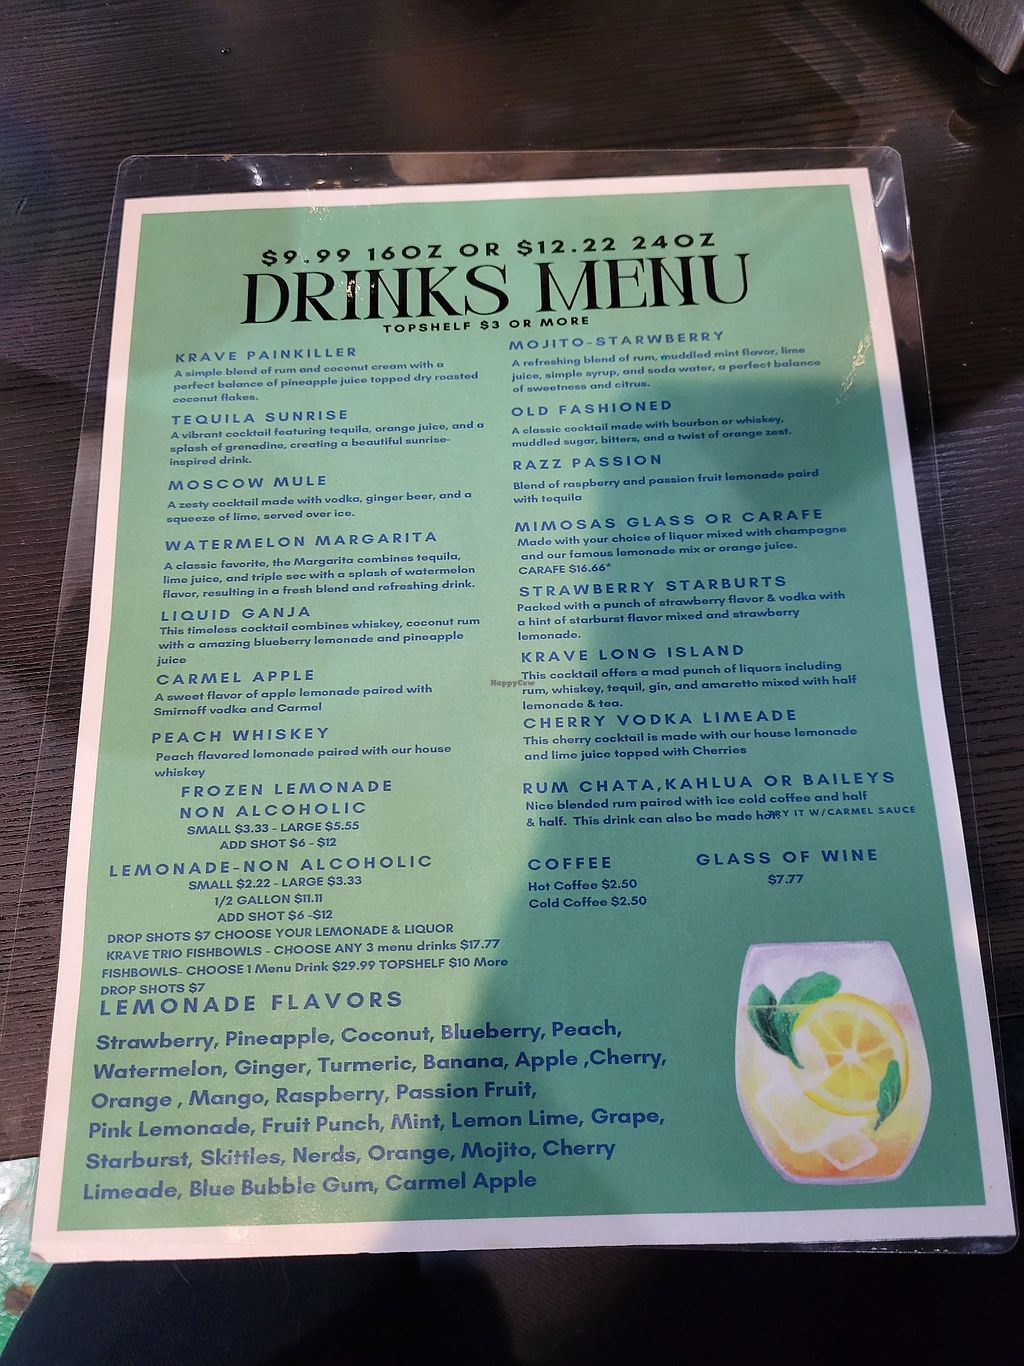 $9.99 16OZ OR $12.22 24OZ
DRINKS MENU
TOPSHELF $3 OR MORE
KRAVE PAINKILLER
A simple blend of rum and coconut cream with a
perfect balance of pineapple juice topped dry roasted
coconut flakes.
TEQUILA SUNRISE
A vibrant cocktail featuring tequila, orange juice, and a
splash of grenadine, creating a beautiful sunrise-
inspired drink.
MOSCOW MULE
A zesty cocktail made with vodka, ginger beer, and a
squeeze of lime, served over ice.
WATERMELON MARGARITA
A classic favorite, the Margarita combines tequila,
lime juice, and triple sec with a splash of watermelon
flavor, resulting in a fresh blend and refreshing drink.
LIQUID GANJA
This timeless cocktail combines whiskey, coconut rum
with a amazing blueberry lemonade and pineapple
juice
CARMEL APPLE
A sweet flavor of apple lemonade paired with
Smirnoff vodka and Carmel
PEACH WHISKEY
Peach flavored lemonade paired with our house
whiskey
FROZEN LEMONADE
NON ALCOHOLIC
SMALL $3.33 - LARGE $5.55
ADD SHOT $6 - $12
LEMONADE-NON ALCOHOLIC
SMALL $2.22 - LARGE $3.33
1/2 GALLON $11.11
ADD SHOT $6 -$12
DROP SHOTS $7 CHOOSE YOUR LEMONADE & LIQUOR
KRAVE TRIO FISHBOWLS - CHOOSE ANY 3 menu drinks $17.77
FISHBOWLS- CHOOSE 1 Menu Drink $29.99 TOPSHELF $10 More
DROP SHOTS $7
MOJITO-STARWBERRY
A refreshing blend of rum, muddled mint flavor, lime
juice, simple syrup, and soda water, a perfect balance
of sweetness and citrus.
OLD FASHIONED
A classic cocktail made with bourbon or whiskey,
muddled sugar, bitters, and a twist of orange zest.
RAZZ PASSION
Blend of raspberry and passion fruit lemonade paird
with tequila
MIMOSAS GLASS OR CARAFE
Made with your choice of liquor mixed with champagne
and our famous lemonade mix or orange juice.
CARAFE $16.66*
STRAWBERRY STARBURTS
Packed with a punch of strawberry flavor & vodka with
a hint of starburst flavor mixed and strawberry
lemonade.
KRAVE LONG ISLAND
This cocktail offers a mad punch of liquors including
rum, whiskey, tequil, gin, and amaretto mixed with half
lemonade & tea.
CHERRY VODKA LIMEADE
This cherry cocktail is made with our house lemonade
and lime juice topped with Cherries
RUM CHATA,KAHLUA OR BAILEYS
Nice blended rum paired with ice cold coffee and half
& half. This drink can also be made hot.
TRY IT W/CARMEL SAUCE
COFFEE
Hot Coffee $2.50
Cold Coffee $2.50
GLASS OF WINE
$7.77
LEMONADE FLAVORS
Strawberry, Pineapple, Coconut, Blueberry, Peach,
Watermelon, Ginger, Turmeric, Banana, Apple ,Cherry,
Orange , Mango, Raspberry, Passion Fruit,
Pink Lemonade, Fruit Punch, Mint, Lemon Lime, Grape,
Starburst, Skittles, Nerds, Orange, Mojito, Cherry
Limeade, Blue Bubble Gum, Carmel Apple
HappyCow